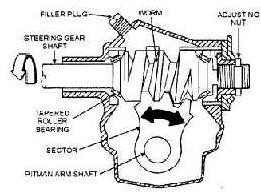 FILLER PLUG
WORM
ADJUSTING
NUT
STEERING GEAR
SHAFT
TAPERED
ROLLER
BEARING
SECTOR
PITMAN ARM SHAFT